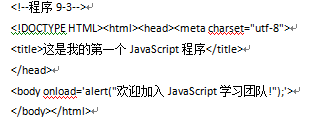 <!--程序 9-3-->
<!DOCTYPE HTML><html><head><meta charset="utf-8">
<title>这是我的第一个 JavaScript 程序</title>
</head>
<body onload='alert("欢迎加入 JavaScript 学习团队!");'>
</body></html>